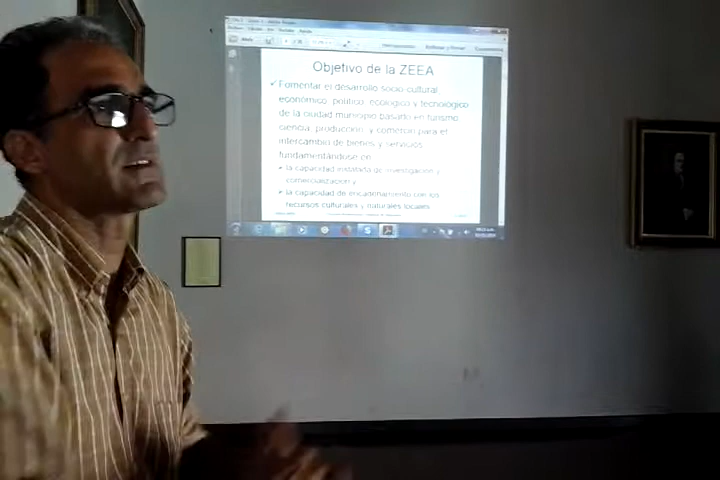 Objetivo de la ZEEA
✓ Fomentar el desarrollo socio cultural
económico, político, ecológico y tecnológico
de la ciudad municipio basado en turismo
ciencia, producción y comercio para el
intercambio de bienes y servicios
fundamentándose en
la capacidad instalada de investigación y
comercialización y
la capacidad de encadenamiento con los
recursos culturales y naturales locales